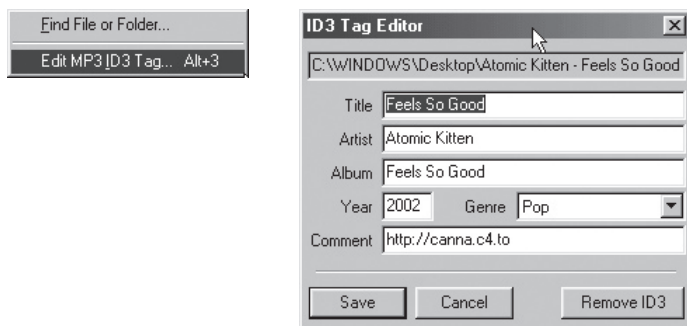 Find File or Folder...
Edit MP3 ID3 Tag... Alt+3
ID3 Tag Editor
C:\WINDOWS\Desktop\Atomic Kitten - Feels So Good
Title Feels So Good
Artist Atomic Kitten
Album Feels So Good
Year 2002 Genre Pop
Comment http://canna.c4.to
Save Cancel Remove ID3